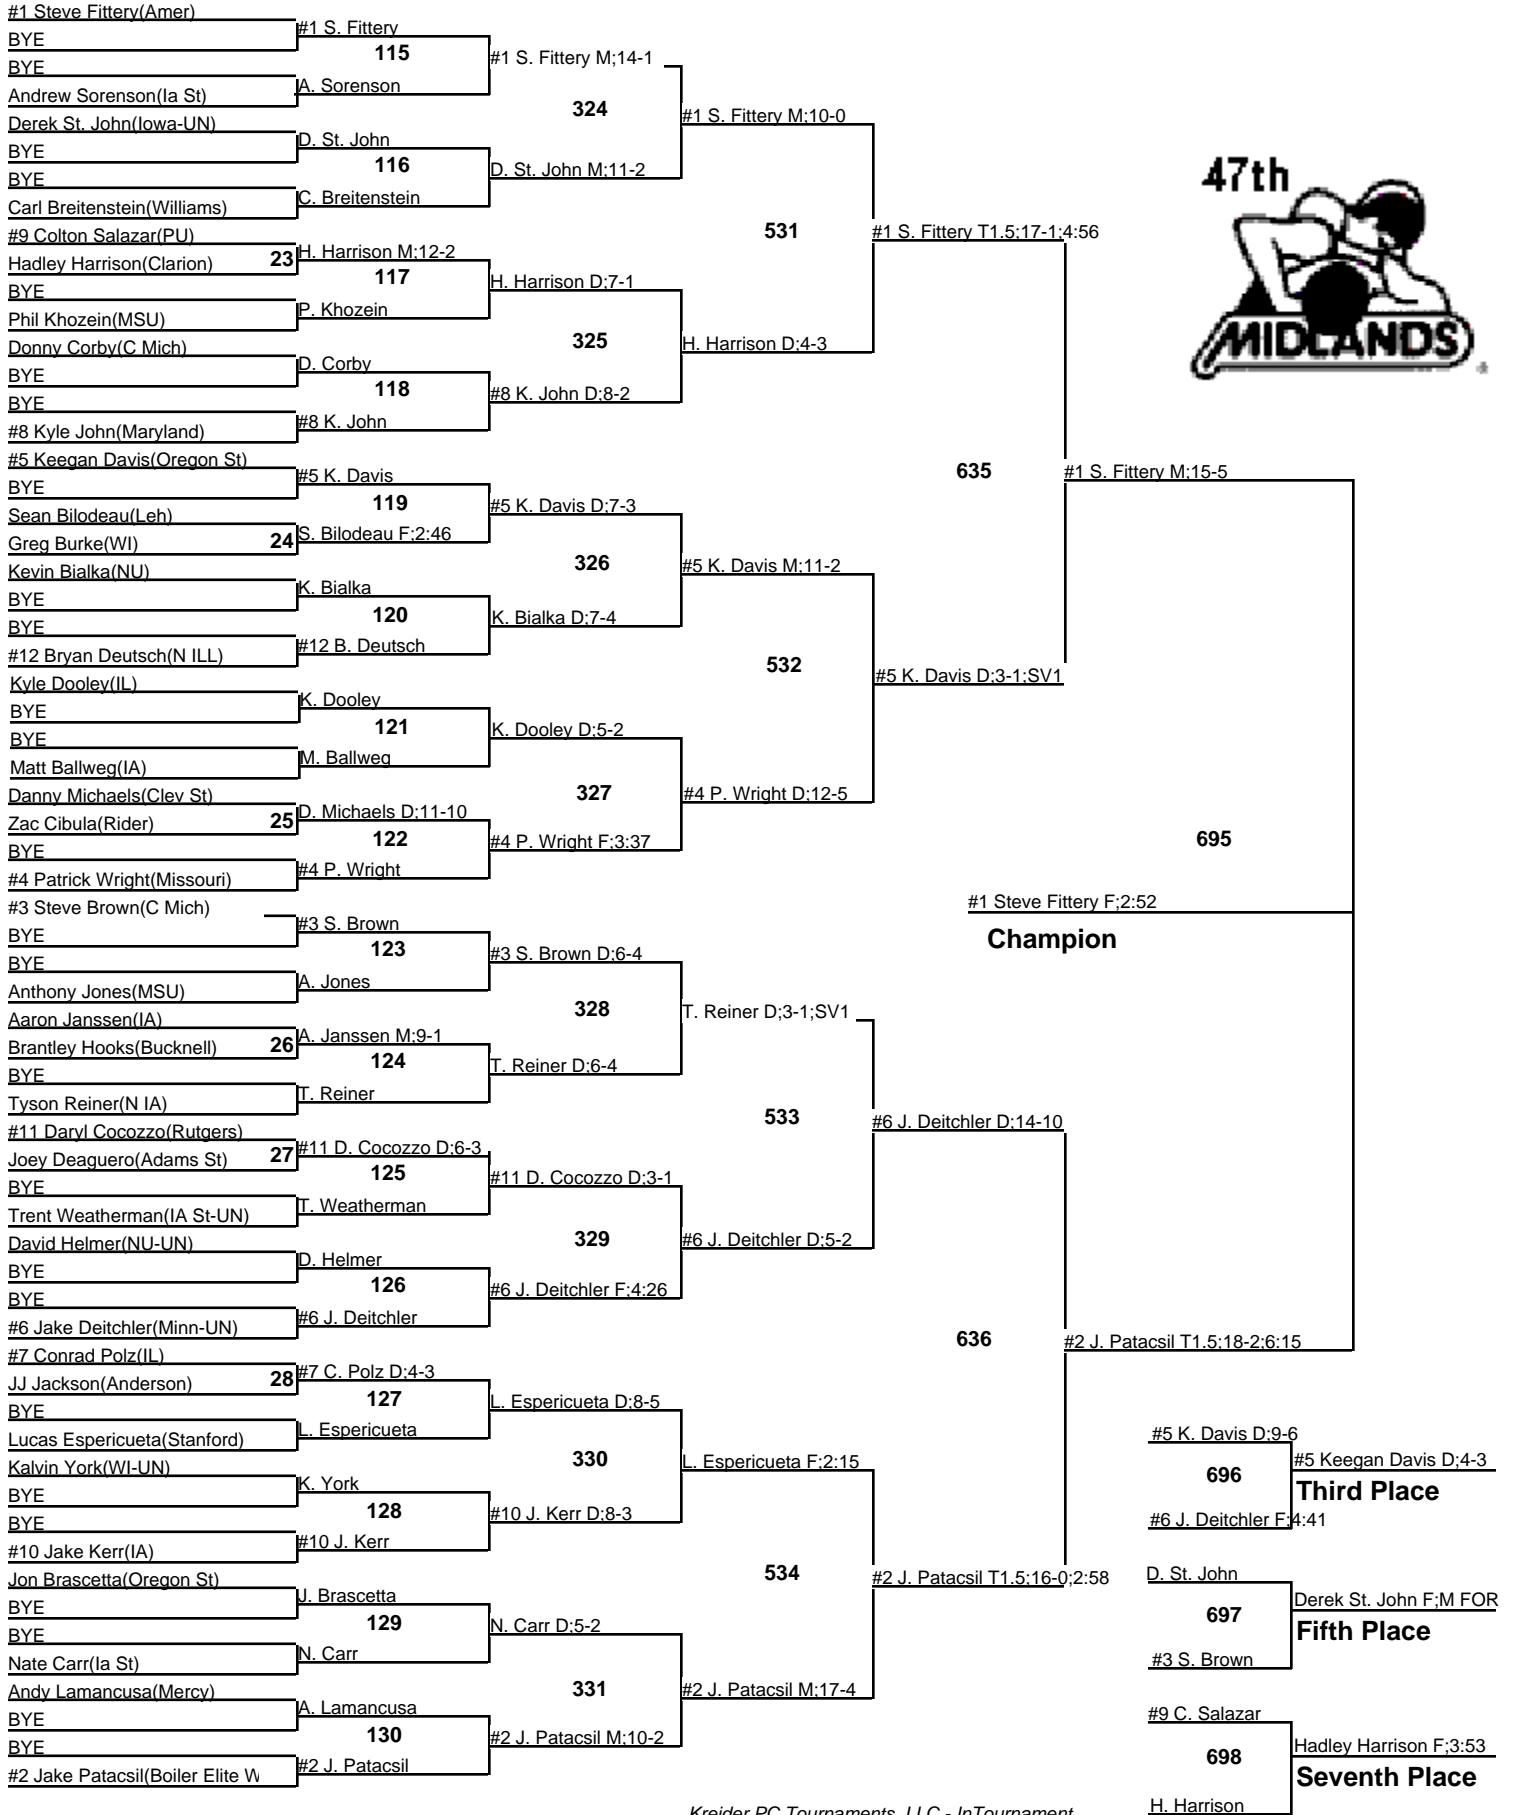 #1 Steve Fittery(Amer)
BYE
BYE
Andrew Sorenson(Ia St)
Derek St. John(Iowa-UN)
BYE
BYE
Carl Breitenstein(Williams)
#9 Colton Salazar(PU)
Hadley Harrison(Clarion)
BYE
Phil Khozein(MSU)
Donny Corby(C Mich)
BYE
BYE
#8 Kyle John(Maryland)
#5 Keegan Davis(Oregon St)
BYE
Sean Bilodeau(Leh)
Greg Burke(WI)
Kevin Bialka(NU)
BYE
BYE
#12 Bryan Deutsch(N ILL)
Kyle Dooley(IL)
BYE
BYE
Matt Ballweg(IA)
Danny Michaels(Clev St)
Zac Cibula(Rider)
BYE
#4 Patrick Wright(Missouri)
#3 Steve Brown(C Mich)
BYE
BYE
Anthony Jones(MSU)
Aaron Janssen(IA)
Brantley Hooks(Bucknell)
BYE
Tyson Reiner(N IA)
#11 Daryl Cocozzo(Rutgers)
Joey Deaguero(Adams St)
BYE
Trent Weatherman(IA St-UN)
David Helmer(NU-UN)
BYE
BYE
#6 Jake Deitchler(Minn-UN)
#7 Conrad Polz(IL)
JJ Jackson(Anderson)
BYE
Lucas Espericueta(Stanford)
Kalvin York(WI-UN)
BYE
BYE
#10 Jake Kerr(IA)
Jon Brascetta(Oregon St)
BYE
BYE
Nate Carr(Ia St)
Andy Lamancusa(Mercy)
BYE
BYE
#2 Jake Patacsil(Boiler Elite W
23
24
25
26
27
28
#1 S. Fittery
115
A. Sorenson
D. St. John
116
C. Breitenstein
H. Harrison M;12-2
117
P. Khozein
D. Corby
118
#8 K. John
#5 K. Davis
119
S. Bilodeau F;2:46
K. Bialka
120
#12 B. Deutsch
K. Dooley
121
M. Ballweg
D. Michaels D;11-10
122
#4 P. Wright
#3 S. Brown
123
A. Jones
A. Janssen M;9-1
124
T. Reiner
#11 D. Cocozzo D;6-3
125
T. Weatherman
D. Helmer
126
#6 J. Deitchler
#7 C. Polz D;4-3
127
L. Espericueta
K. York
128
#10 J. Kerr
J. Brascetta
129
N. Carr
A. Lamancusa
130
#2 J. Patacsil
#1 S. Fittery M;14-1
324
D. St. John M;11-2
H. Harrison D;7-1
325
#8 K. John D;8-2
#5 K. Davis D;7-3
326
K. Bialka D;7-4
K. Dooley D;5-2
327
#4 P. Wright F;3:37
#3 S. Brown D;6-4
328
T. Reiner D;6-4
#11 D. Cocozzo D;3-1
329
#6 J. Deitchler F;4:26
L. Espericueta D;8-5
330
#10 J. Kerr D;8-3
N. Carr D;5-2
331
#2 J. Patacsil M;10-2
#1 S. Fittery M;10-0
531
H. Harrison D;4-3
#5 K. Davis M;11-2
532
#4 P. Wright D;12-5
T. Reiner D;3-1;SV1
533
#6 J. Deitchler D;5-2
L. Espericueta F;2:15
534
#2 J. Patacsil M;17-4
#1 S. Fittery T1.5;17-1;4:56
635
#5 K. Davis D;3-1;SV1
#6 J. Deitchler D;14-10
636
#2 J. Patacsil T1.5;16-0;2:58
#1 S. Fittery M;15-5
695
#2 J. Patacsil T1.5;18-2;6:15
#1 Steve Fittery F;2:52
Champion
47th
MIDLANDS
#5 K. Davis D;9-6
696
#6 J. Deitchler F;4:41
#5 Keegan Davis D;4-3
Third Place
D. St. John
697
#3 S. Brown
Derek St. John F;M FOR
Fifth Place
#9 C. Salazar
698
H. Harrison
Hadley Harrison F;3:53
Seventh Place
Kreider PC Tournaments, LLC - InTournament